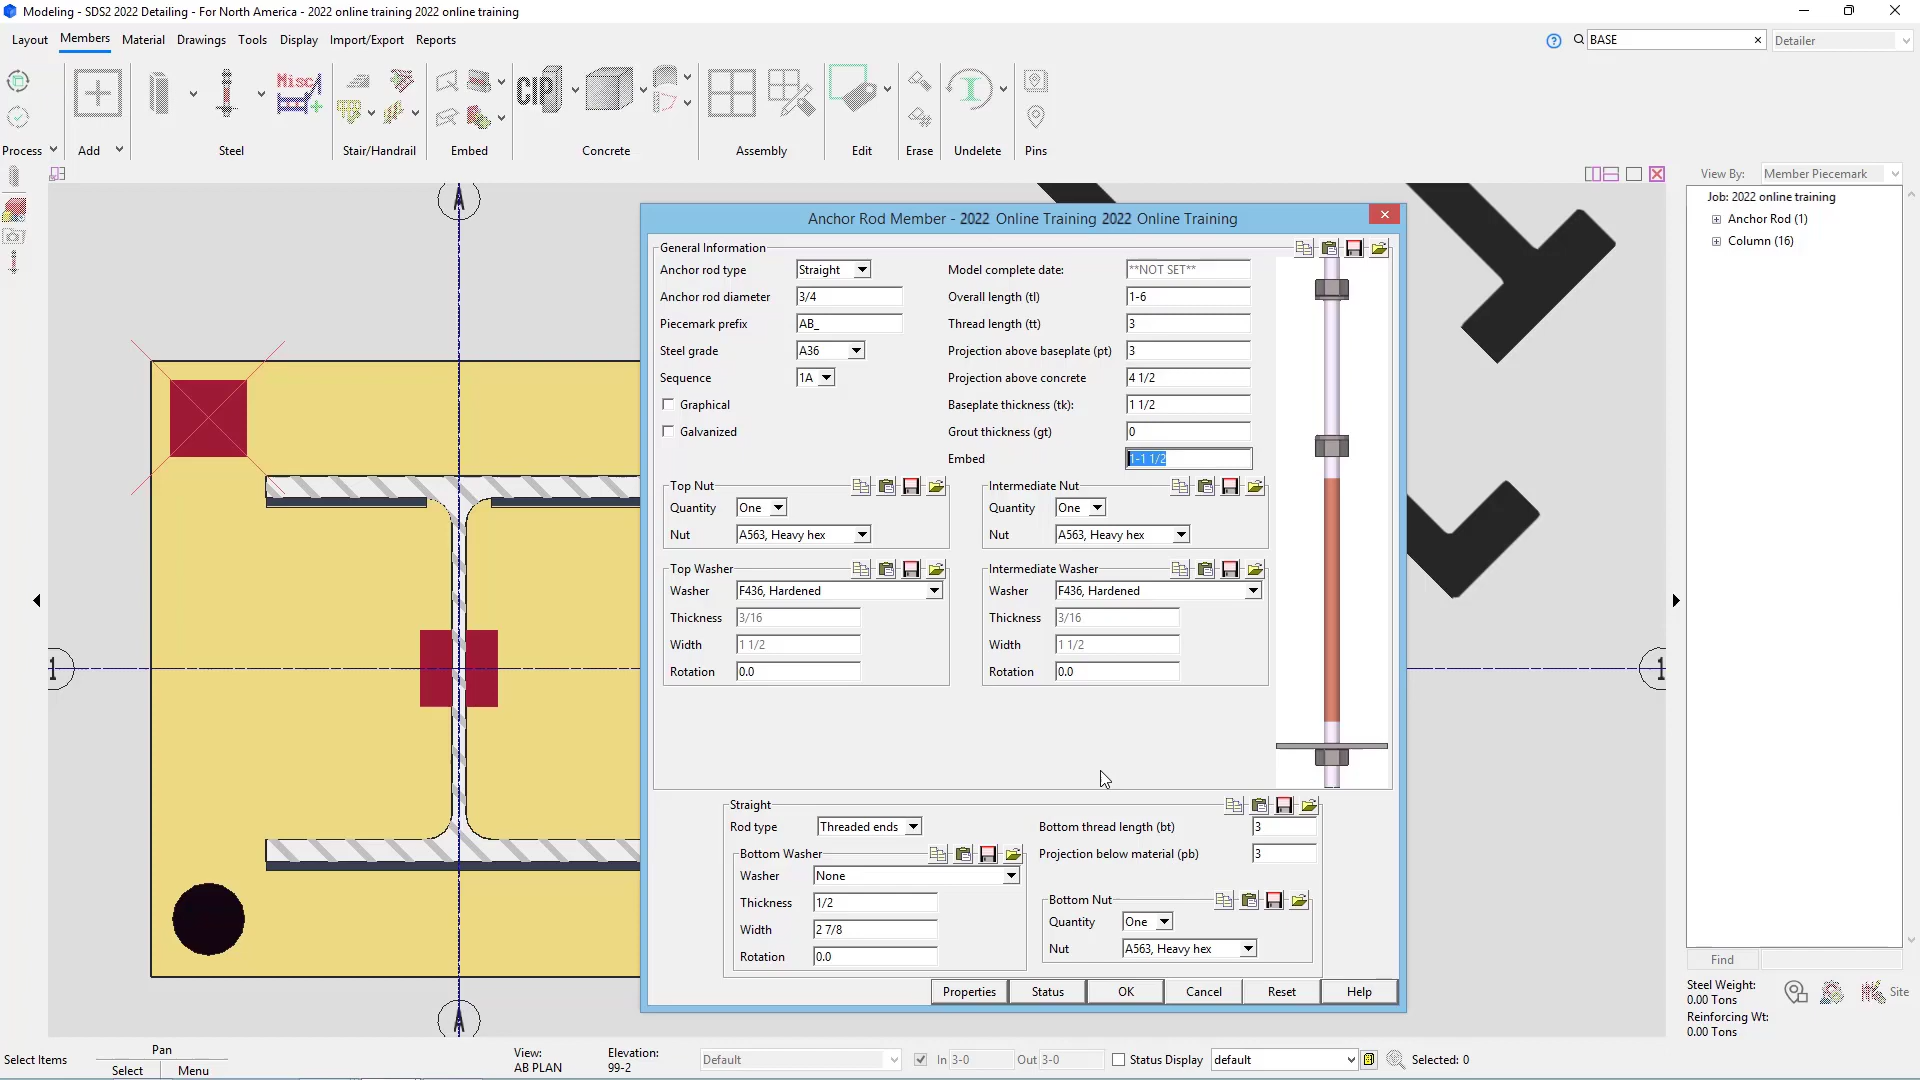 Modeling - SDS2 2022 Detailing - For North America - 2022 online training 2022 online training
Layout Members Material Drawings Tools Display Import/Export Reports
BASE
Detailer
Misc
CIP
Process Add Steel Stair/Handrail Embed Concrete Assembly Edit Erase Undelete Pins
View By: Member Piecemark
Job: 2022 online training
Anchor Rod (1)
Column (16)
A
1
1
A
Anchor Rod Member - 2022 Online Training 2022 Online Training
General Information
Anchor rod type Straight Model complete date: **NOT SET**
Anchor rod diameter 3/4 Overall length (tl) 1-6
Piecemark prefix AB_ Thread length (tt) 3
Steel grade A36 Projection above baseplate (pt) 3
Sequence 1A Projection above concrete 4 1/2
Graphical Baseplate thickness (tk): 1 1/2
Galvanized Grout thickness (gt) 0
Embed 1-1 1/2
Top Nut Intermediate Nut
Quantity One Quantity One
Nut A563, Heavy hex Nut A563, Heavy hex
Top Washer Intermediate Washer
Washer F436, Hardened Washer F436, Hardened
Thickness 3/16 Thickness 3/16
Width 1 1/2 Width 1 1/2
Rotation 0.0 Rotation 0.0
Straight
Rod type Threaded ends Bottom thread length (bt) 3
Bottom Washer Projection below material (pb) 3
Washer None
Thickness 1/2 Bottom Nut
Width 2 7/8 Quantity One
Rotation 0.0 Nut A563, Heavy hex
Properties Status OK Cancel Reset Help
Find
Steel Weight:
0.00 Tons
Reinforcing Wt:
0.00 Tons
Site
Select Items
Pan
Select Menu
View:
AB PLAN
Elevation:
99-2
Default In 3-0 Out 3-0 Status Display default Selected: 0